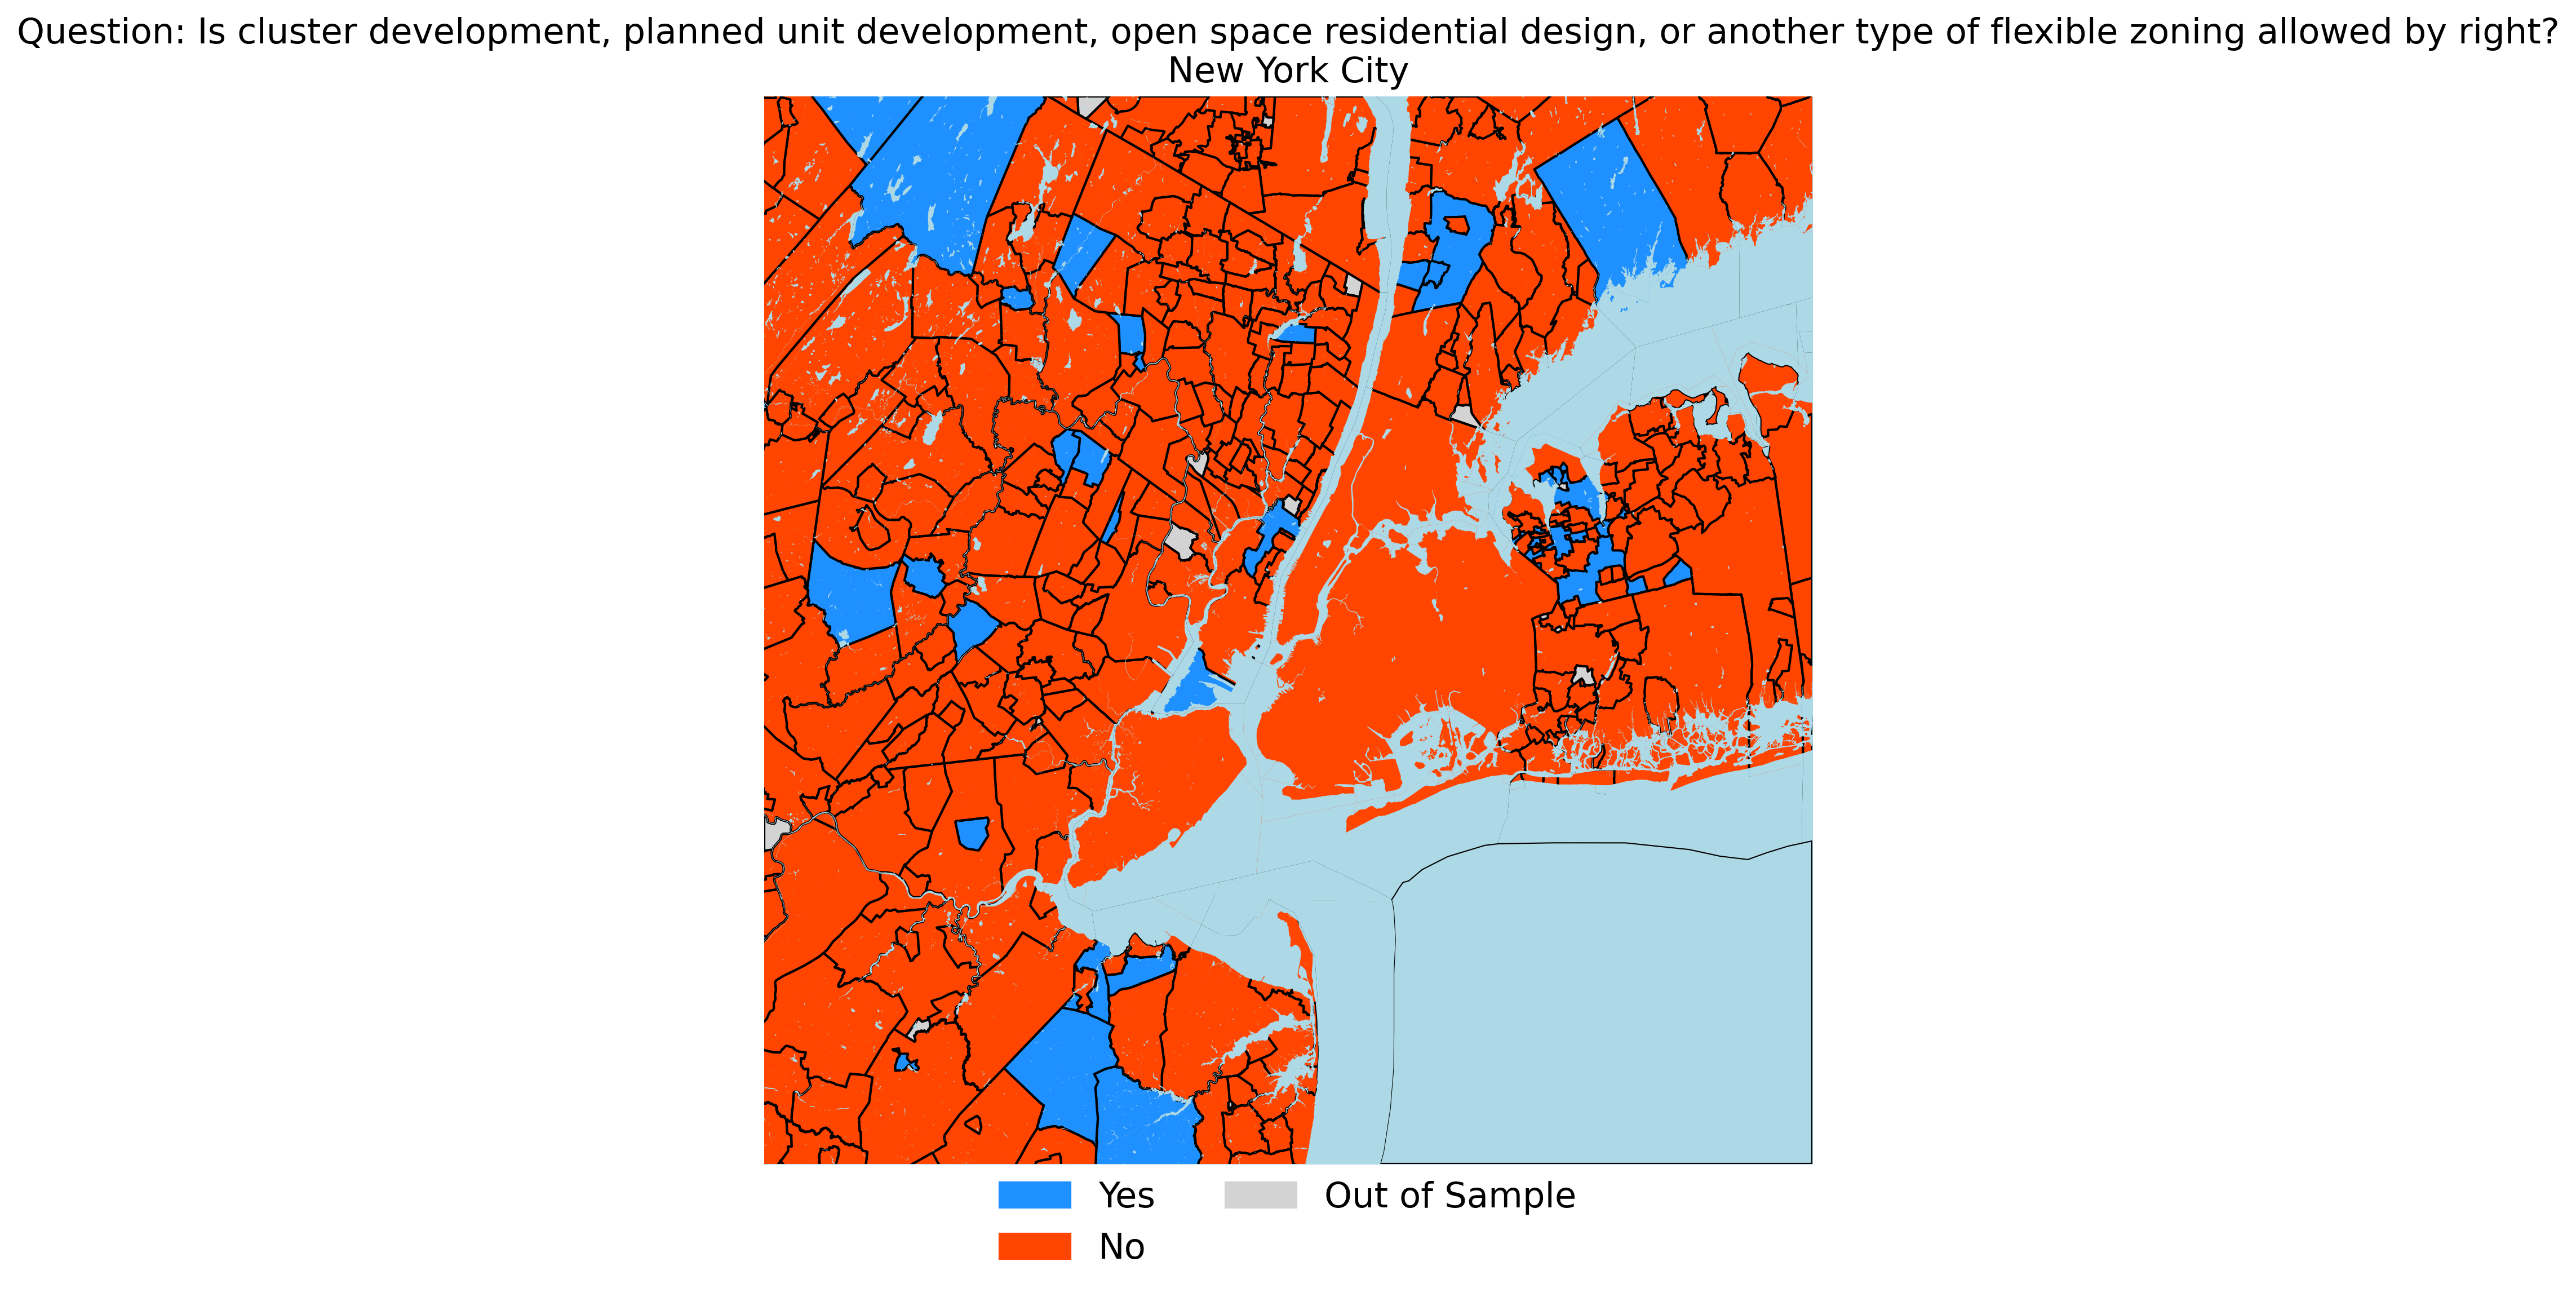 Question: Is cluster development, planned unit development, open space residential design, or another type of flexible zoning allowed by right?
New York City
Yes
Out of Sample
No